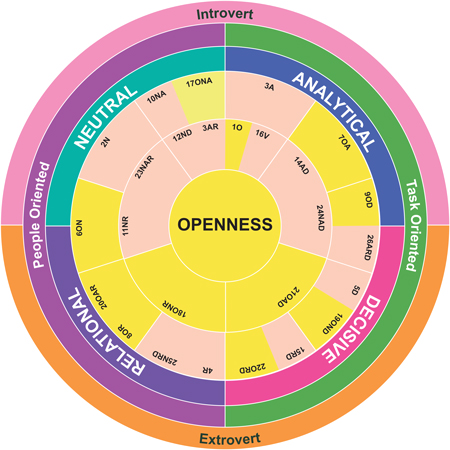 Introvert
People Oriented
Task Oriented
Extrovert
NEUTRAL
ANALYTICAL
RELATIONAL
DECISIVE
17ONA
10NA
2N
6ON
20OAR
8OR
25NRD
4R
3A
7OA
9OD
26ARD
5D
19OND
15RD
22ORD
3AR
12ND
23NAR
11NR
18ONR
1O
16V
14AD
24NAD
21OAD
OPENNESS